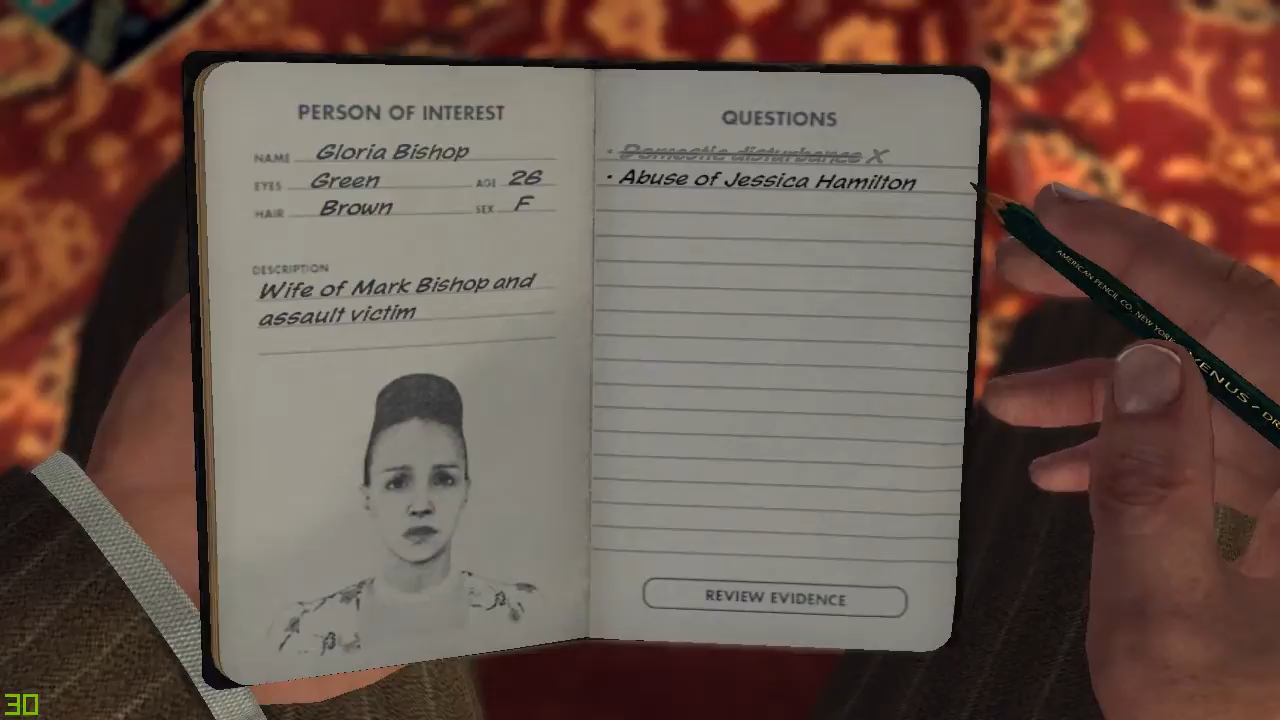 PERSON OF INTEREST
NAME Gloria Bishop
EYES Green AGE 26
HAIR Brown SEX F
DESCRIPTION
Wife of Mark Bishop and
assault victim
QUESTIONS
• Domestic disturbance X
• Abuse of Jessica Hamilton
REVIEW EVIDENCE
AMERICAN PENCIL CO. NEW YORK
VENUS / DR
30